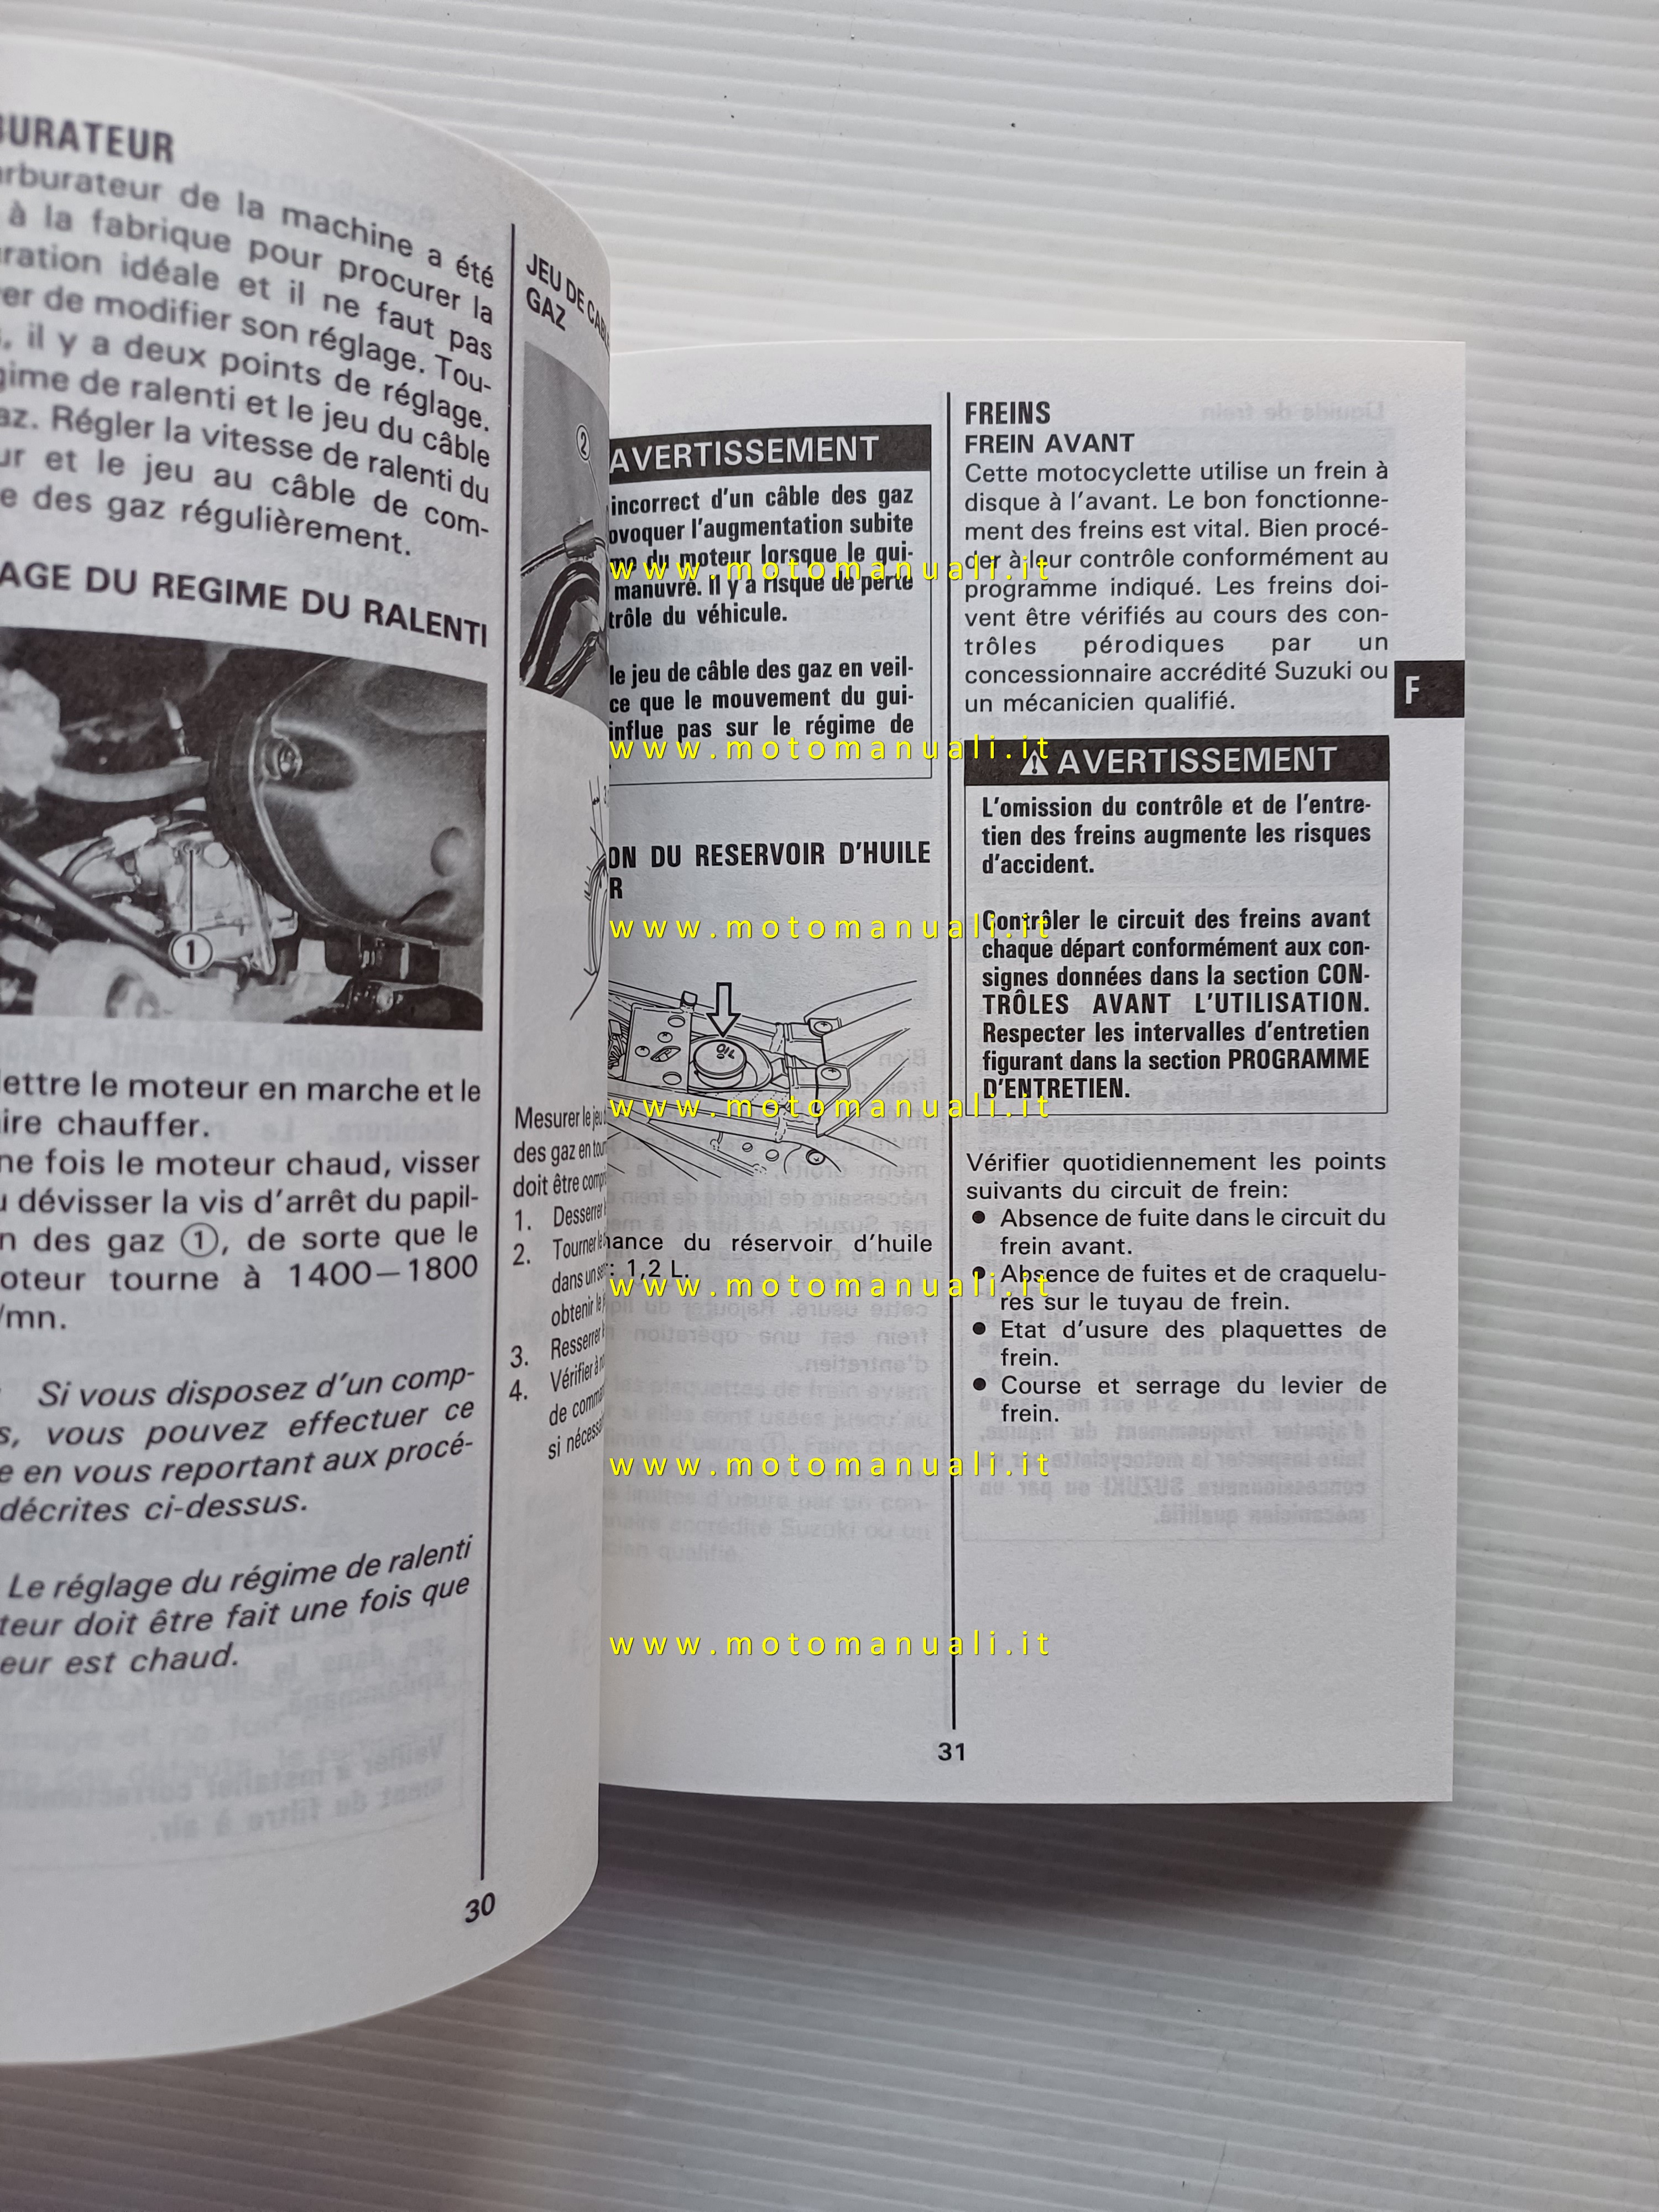 BURATEUR
arburateur de la machine a été
à la fabrique pour procurer la
ration idéale et il ne faut pas
er de modifier son réglage. Tou-
, il y a deux points de réglage.
gime de ralenti et le jeu du câble
az. Régler la vitesse de ralenti du
ur et le jeu au câble de com-
e des gaz régulièrement.
AGE DU REGIME DU RALENTI
1
lettre le moteur en marche et le
ire chauffer.
ne fois le moteur chaud, visser
u dévisser la vis d'arrêt du papil-
n des gaz ①, de sorte que le
oteur tourne à 1400—1800
/mn.
Si vous disposez d'un comp-
s, vous pouvez effectuer ce
e en vous reportant aux procé-
décrites ci-dessus.
Le réglage du régime de ralenti
teur doit être fait une fois que
eur est chaud.
30
JEU DE CABLE
GAZ
2
Mesurer le jeu
des gaz en tou
doit être comp
1. Desserrer
2. Tourner le
dans un se
obtenir le
3. Resserrer
4. Vérifier à
de comma
si nécessa
AVERTISSEMENT
incorrect d'un câble des gaz
ovoquer l'augmentation subite
me du moteur lorsque le gui-
manuvré. Il y a risque de perte
trôle du véhicule.
le jeu de câble des gaz en veil-
ce que le mouvement du gui-
influe pas sur le régime de
ON DU RESERVOIR D'HUILE
R
OIL
nance du réservoir d'huile
: 1,2 L.
FREINS
FREIN AVANT
Cette motocyclette utilise un frein à
disque à l'avant. Le bon fonctionne-
ment des freins est vital. Bien procé-
der à leur contrôle conformément au
programme indiqué. Les freins doi-
vent être vérifiés au cours des con-
trôles pérodiques par un
concessionnaire accrédité Suzuki ou
un mécanicien qualifié.
F
AVERTISSEMENT
L'omission du contrôle et de l'entre-
tien des freins augmente les risques
d'accident.
Contrôler le circuit des freins avant
chaque départ conformément aux con-
signes données dans la section CON-
TRÔLES AVANT L'UTILISATION.
Respecter les intervalles d'entretien
figurant dans la section PROGRAMME
D'ENTRETIEN.
Vérifier quotidiennement les points
suivants du circuit de frein:
● Absence de fuite dans le circuit du
frein avant.
● Absence de fuites et de craquelu-
res sur le tuyau de frein.
● Etat d'usure des plaquettes de
frein.
● Course et serrage du levier de
frein.
31
www.motomanuali.it
www.motomanuali.it
www.motomanuali.it
www.motomanuali.it
www.motomanuali.it
www.motomanuali.it
www.motomanuali.it